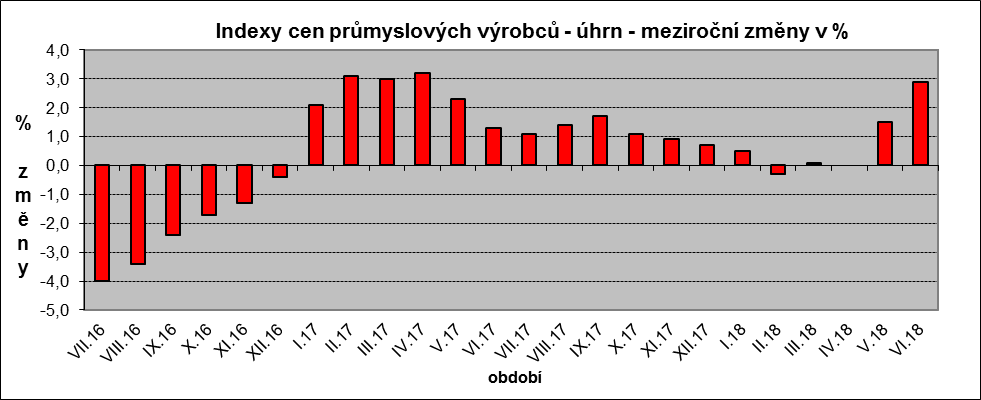 Indexy cen průmyslových výrobců - úhrn - meziroční změny v %
4,0
3,0
2,0
1,0
0,0
-1,0
-2,0
-3,0
-4,0
-5,0
% změny
VII.16
VIII.16
IX.16
X.16
XI.16
XII.16
I.17
II.17
III.17
IV.17
V.17
VI.17
VII.17
VIII.17
IX.17
X.17
XI.17
XII.17
I.18
II.18
III.18
IV.18
V.18
VI.18
období